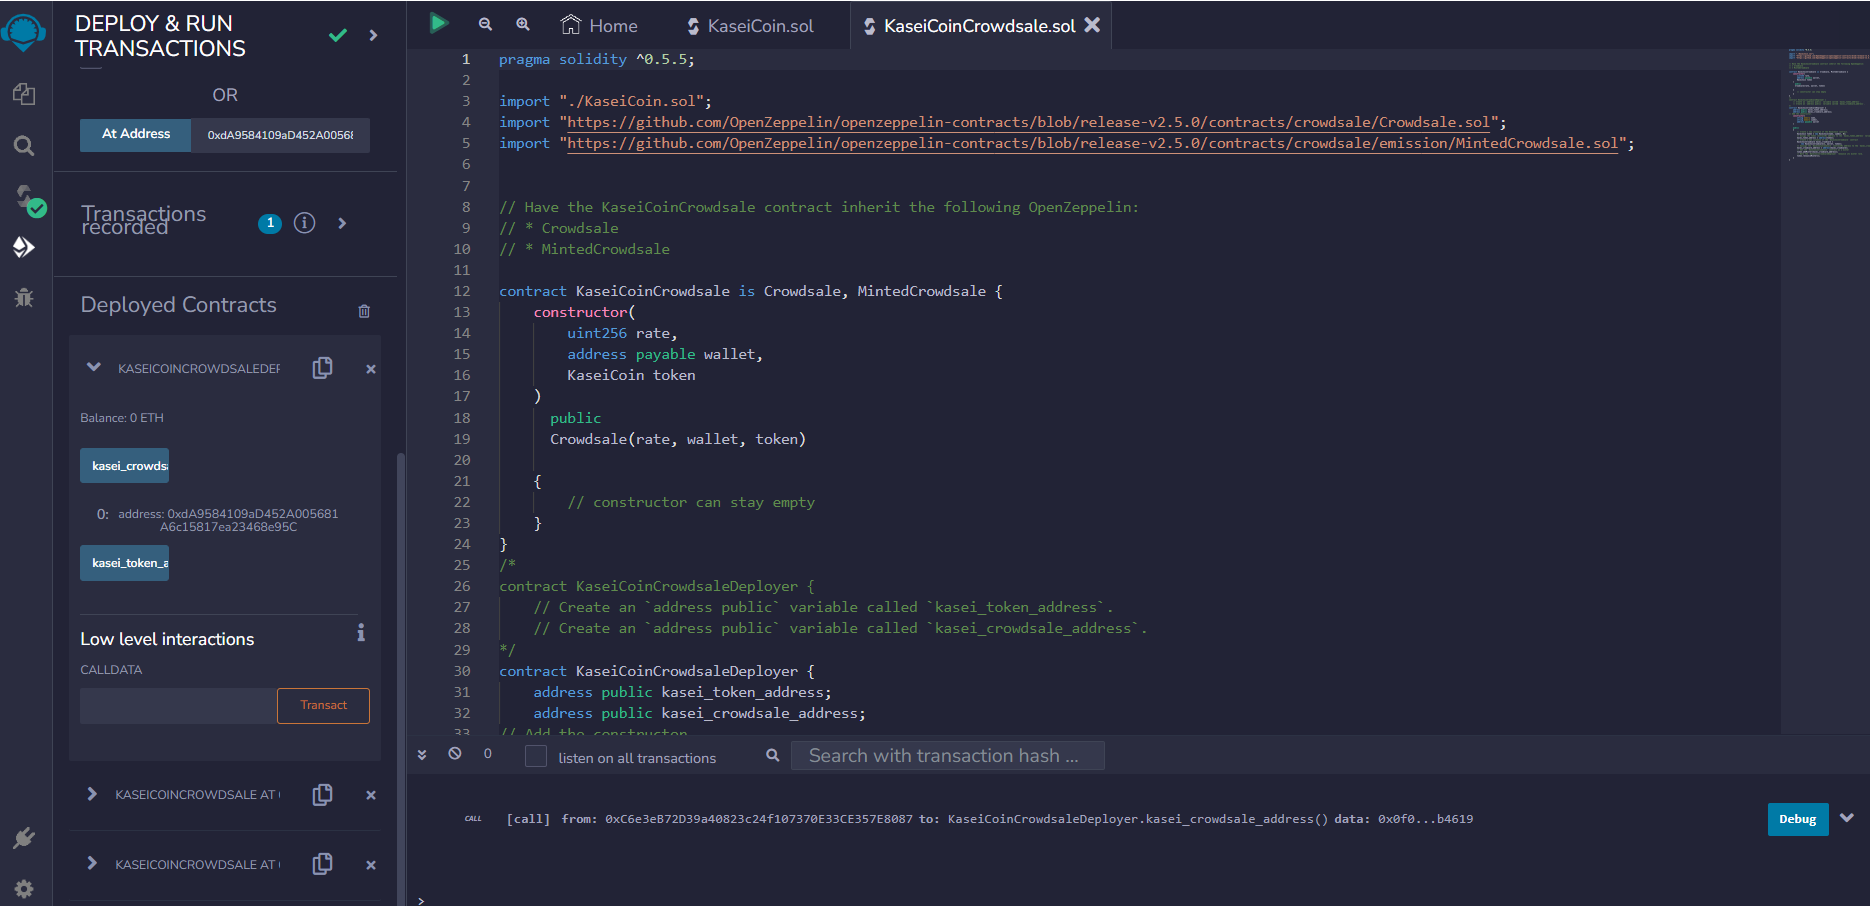 DEPLOY & RUN
TRANSACTIONS
OR
At Address 0xdA9584109aD452A0056
Transactions
recorded
1
Deployed Contracts
KASEICOINCROWDSALEDEP
Balance: 0 ETH
kasei_crowds
0: address: 0xdA9584109aD452A005681
A6c15817ea23468e95C
kasei_token_a
Low level interactions
CALLDATA
Transact
KASEICOINCROWDSALE AT
KASEICOINCROWDSALE AT
Home KaseiCoin.sol KaseiCoinCrowdsale.sol
1 pragma solidity ^0.5.5;
2
3 import "./KaseiCoin.sol";
4 import "https://github.com/OpenZeppelin/openzeppelin-contracts/blob/release-v2.5.0/contracts/crowdsale/Crowdsale.sol";
5 import "https://github.com/OpenZeppelin/openzeppelin-contracts/blob/release-v2.5.0/contracts/crowdsale/emission/MintedCrowdsale.sol";
6
7
8 // Have the KaseiCoinCrowdsale contract inherit the following OpenZeppelin:
9 // * Crowdsale
10 // * MintedCrowdsale
11
12 contract KaseiCoinCrowdsale is Crowdsale, MintedCrowdsale {
13 constructor(
14 uint256 rate,
15 address payable wallet,
16 KaseiCoin token
17 )
18 public
19 Crowdsale(rate, wallet, token)
20
21 {
22 // constructor can stay empty
23 }
24 }
25 /*
26 contract KaseiCoinCrowdsaleDeployer {
27 // Create an `address public` variable called `kasei_token_address`.
28 // Create an `address public` variable called `kasei_crowdsale_address`.
29 */
30 contract KaseiCoinCrowdsaleDeployer {
31 address public kasei_token_address;
32 address public kasei_crowdsale_address;
33 // Add the constructor
0 listen on all transactions Search with transaction hash ...
CALL [call] from: 0xC6e3eB72D39a40823c24f107370E33CE357E8087 to: KaseiCoinCrowdsaleDeployer.kasei_crowdsale_address() data: 0x0f0...b4619 Debug
>